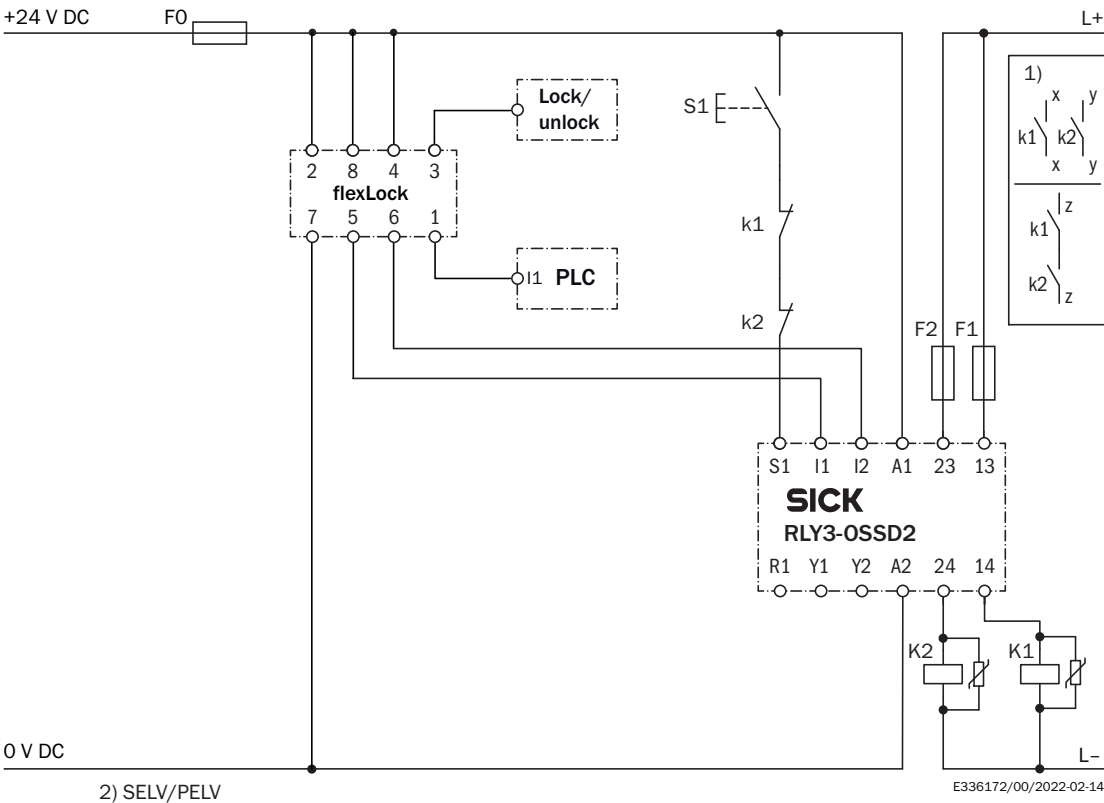 +24 V DC F0 L+
1)
x y
k1 k2
x y
z
k1
k2
z
Lock/
unlock
S1
2 8 4 3
flexLock
7 5 6 1
I1 PLC
k1
k2
F2 F1
S1 I1 I2 A1 23 13
SICK
RLY3-OSSD2
R1 Y1 Y2 A2 24 14
K2 K1
0 V DC L–
2) SELV/PELV
E336172/00/2022-02-14